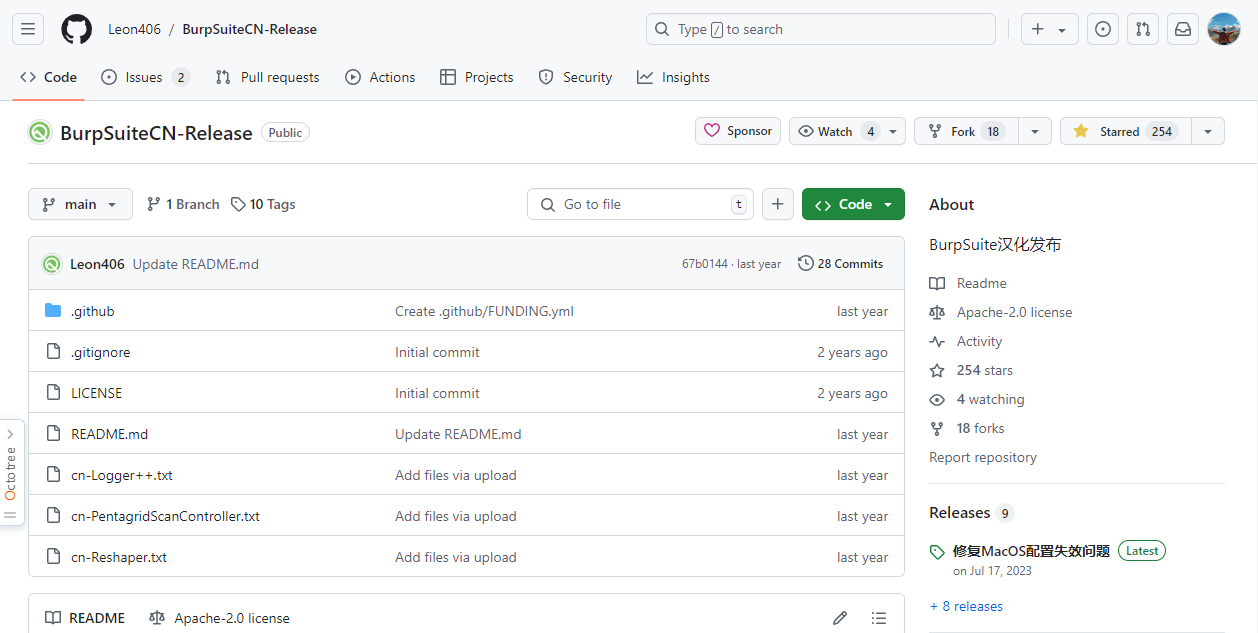 Leon406 / BurpSuiteCN-Release
Type / to search
Code
Issues 2
Pull requests
Actions
Projects
Security
Insights
BurpSuiteCN-Release Public
Sponsor
Watch 4
Fork 18
Starred 254
main
1 Branch
10 Tags
Go to file t
Code
Leon406 Update README.md 67b0144 · last year 28 Commits
.github Create .github/FUNDING.yml last year
.gitignore Initial commit 2 years ago
LICENSE Initial commit 2 years ago
README.md Update README.md last year
cn-Logger++.txt Add files via upload last year
cn-PentagridScanController.txt Add files via upload last year
cn-Reshaper.txt Add files via upload last year
README Apache-2.0 license
Octotree
About
BurpSuite汉化发布
Readme
Apache-2.0 license
Activity
254 stars
4 watching
18 forks
Report repository
Releases 9
修复MacOS配置失效问题 Latest
on Jul 17, 2023
+ 8 releases